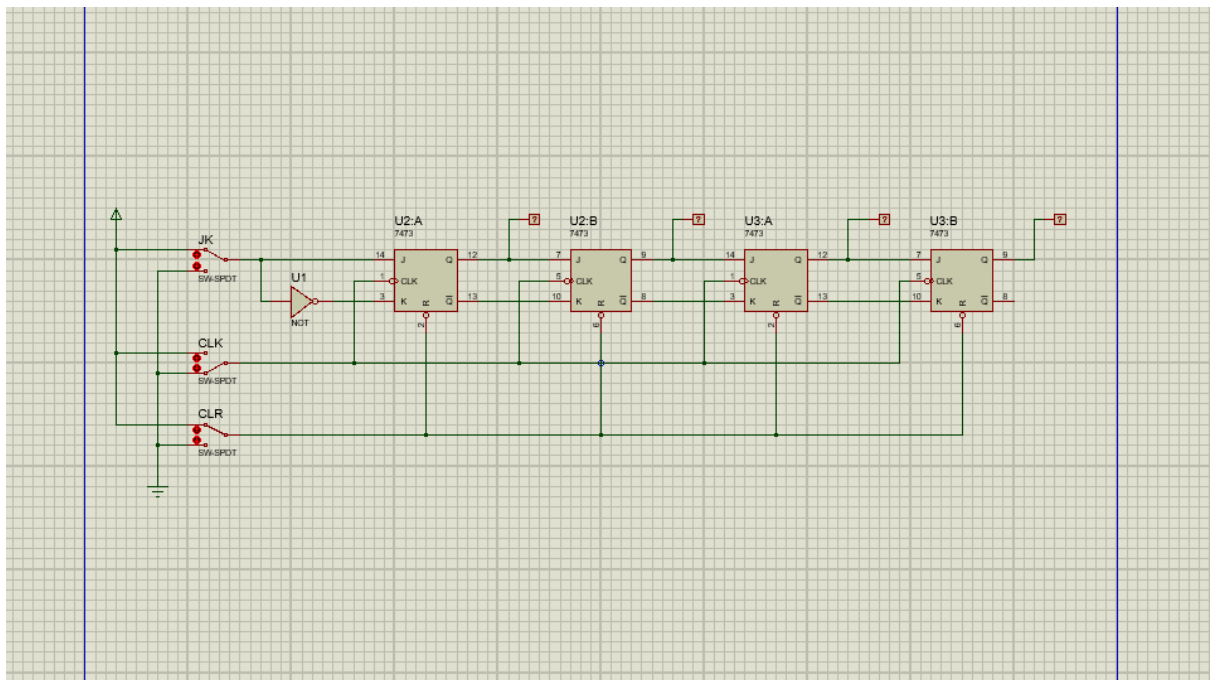 U2:A
7473
U2:B
7473
U3:A
7473
U3:B
7473
?
?
?
?
JK
SW-SPDT
U1
NOT
14
J
Q
12
1
CLK
3
K
R
Q
13
2
7
J
Q
9
5
CLK
10
K
R
Q
8
6
14
J
Q
12
1
CLK
3
K
R
Q
13
2
7
J
Q
9
5
CLK
10
K
R
Q
8
6
CLK
SW-SPDT
CLR
SW-SPDT